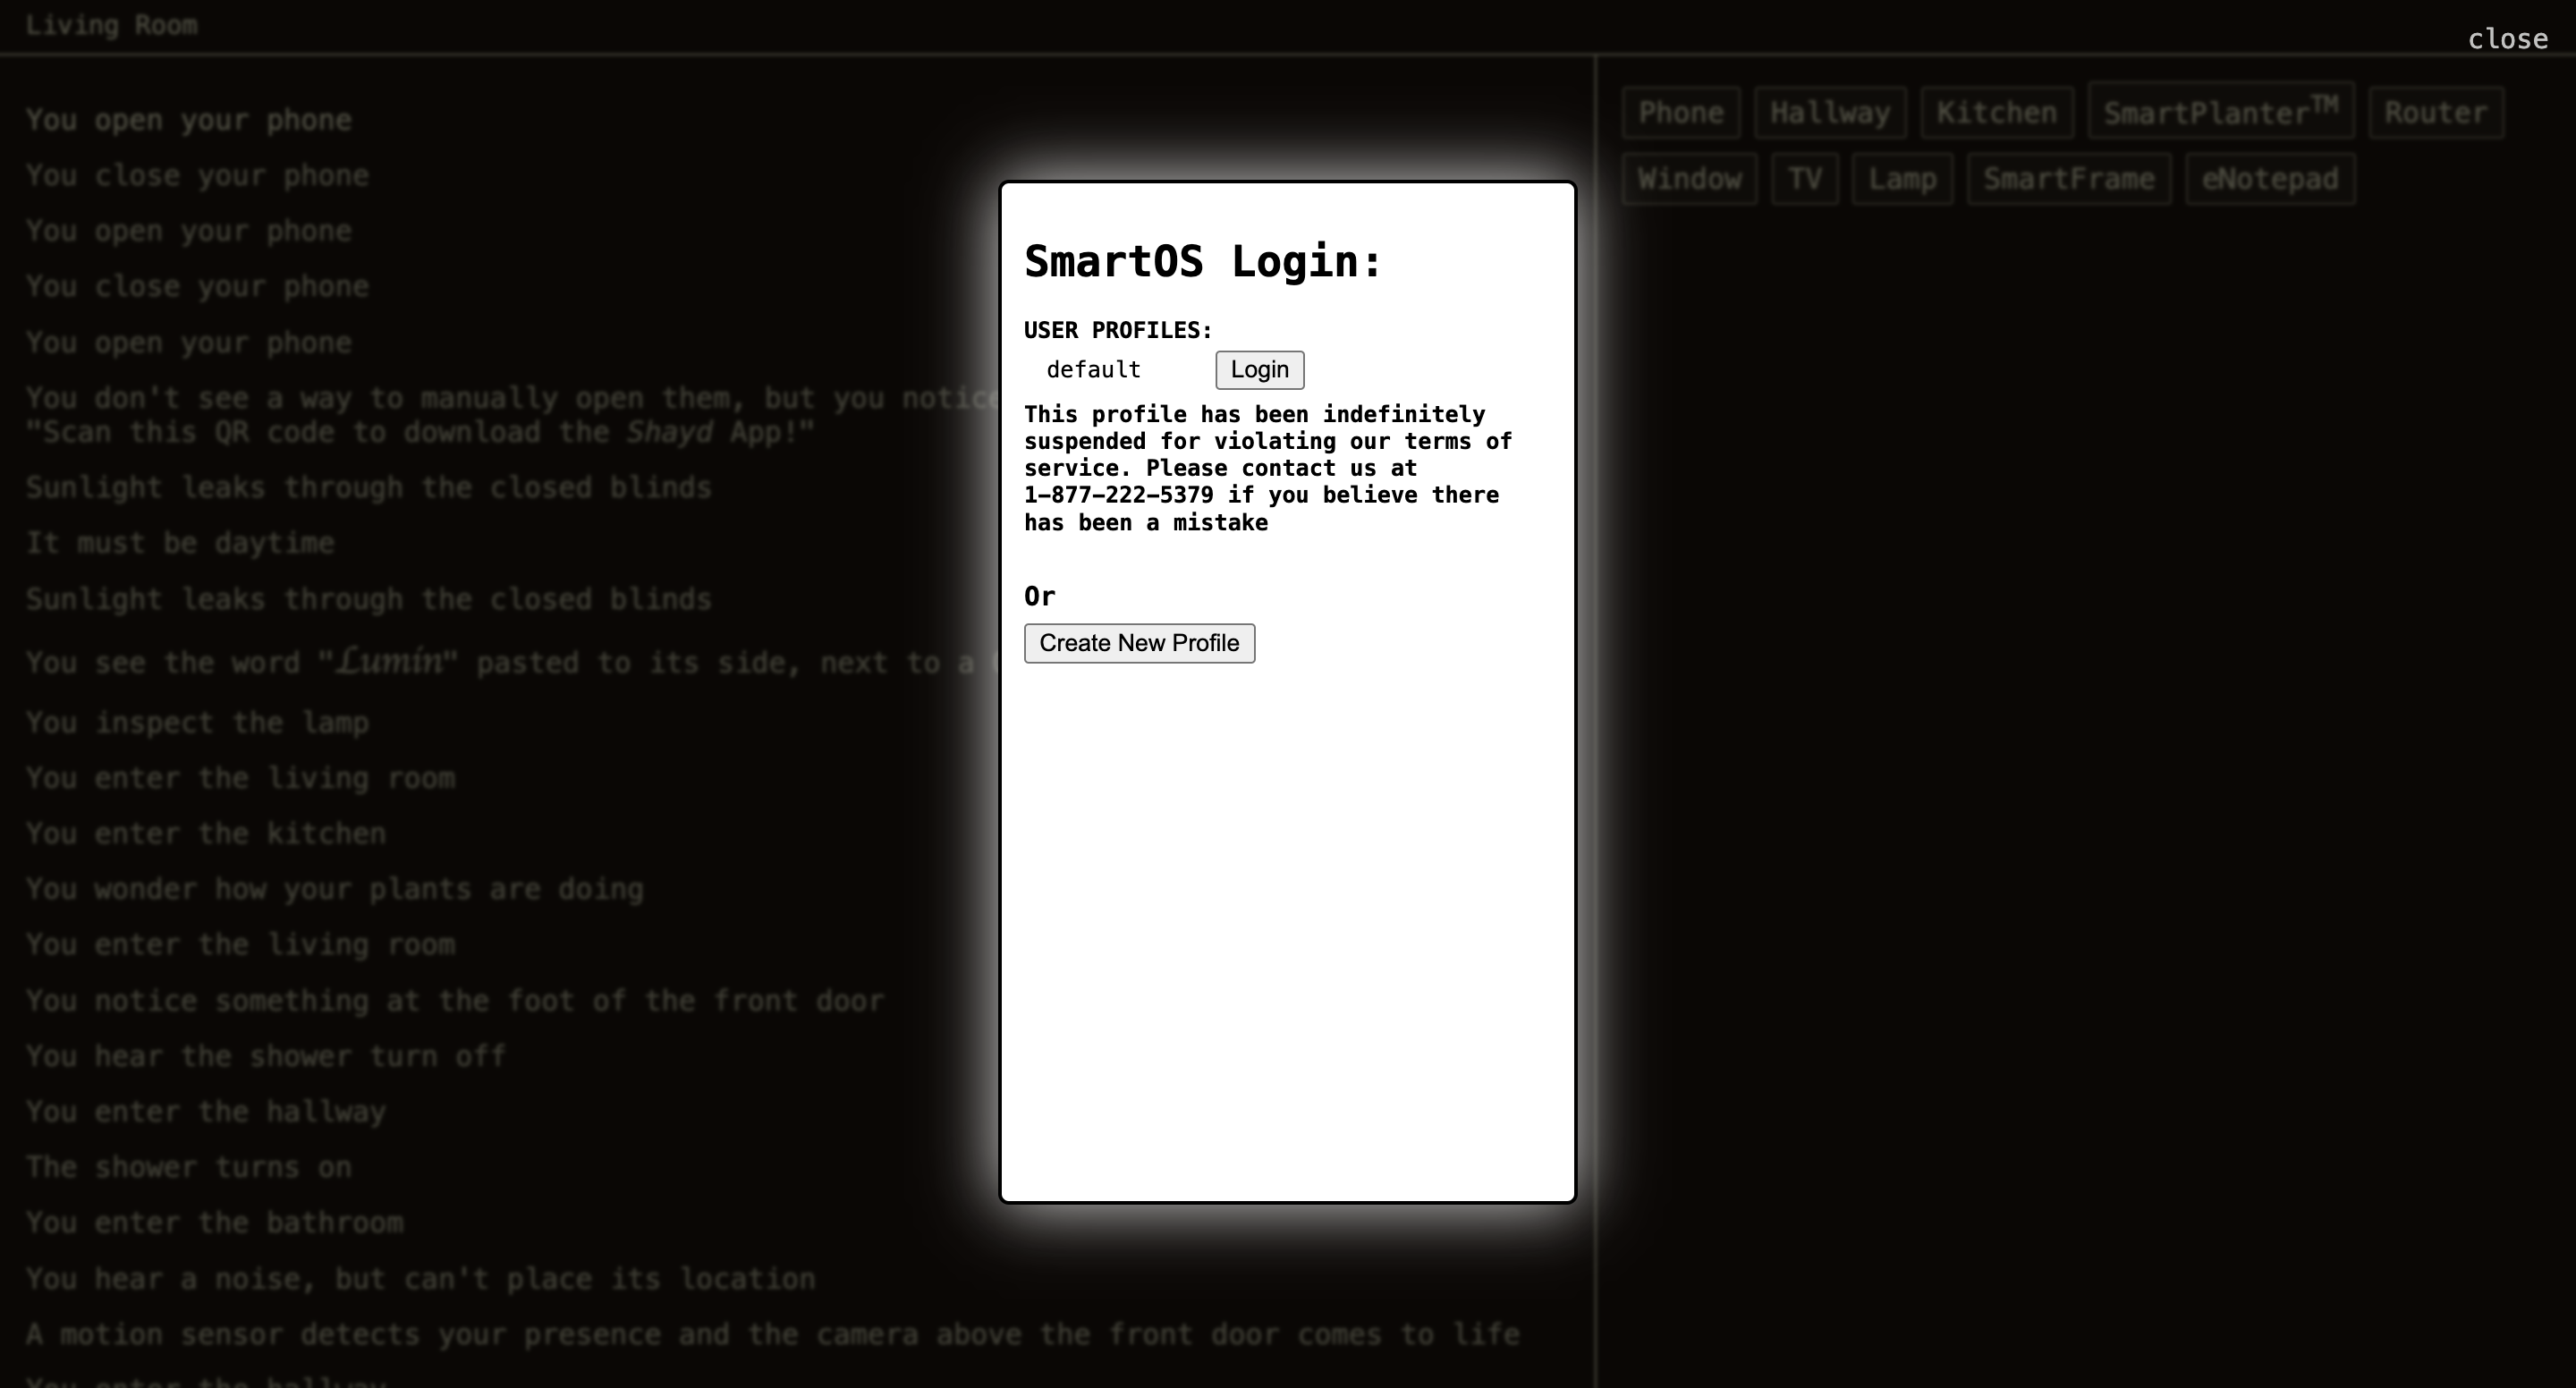 Living Room
close
You open your phone
You close your phone
You open your phone
You close your phone
You open your phone
You don't see a way to manually open them, but you notice
"Scan this QR code to download the Shayd App!"
Sunlight leaks through the closed blinds
It must be daytime
Sunlight leaks through the closed blinds
You see the word "Lumin" pasted to its side, next to a
You inspect the lamp
You enter the living room
You enter the kitchen
You wonder how your plants are doing
You enter the living room
You notice something at the foot of the front door
You hear the shower turn off
You enter the hallway
The shower turns on
You enter the bathroom
You hear a noise, but can't place its location
A motion sensor detects your presence and the camera above the front door comes to life
You enter the hallway
SmartOS Login:
USER PROFILES:
default Login
This profile has been indefinitely
suspended for violating our terms of
service. Please contact us at
1-877-222-5379 if you believe there
has been a mistake
Or
Create New Profile
Phone Hallway Kitchen SmartPlanter™ Router
Window TV Lamp SmartFrame eNotepad